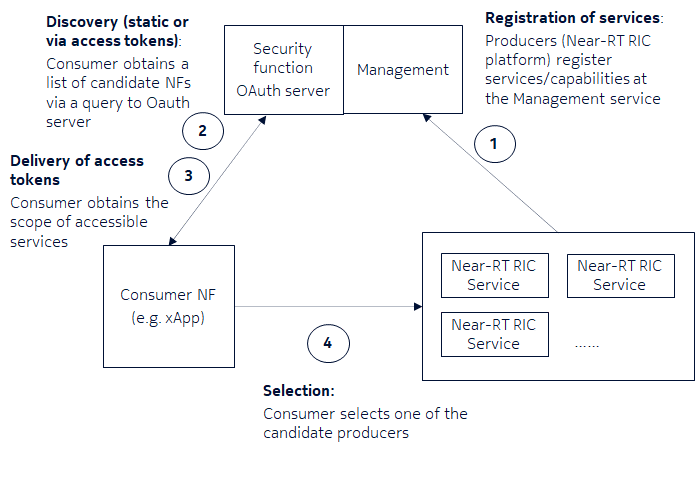 Discovery (static or
via access tokens):
Consumer obtains a
list of candidate NFs
via a query to Oauth
server
Security
function
OAuth server
Management
Registration of services:
Producers (Near-RT RIC
platform) register
services/capabilities at
the Management service
2
1
Delivery of access
tokens
3
Consumer obtains the
scope of accessible
services
Consumer NF
(e.g. xApp)
Near-RT RIC
Service
Near-RT RIC
Service
Near-RT RIC
Service
......
4
Selection:
Consumer selects one of the
candidate producers